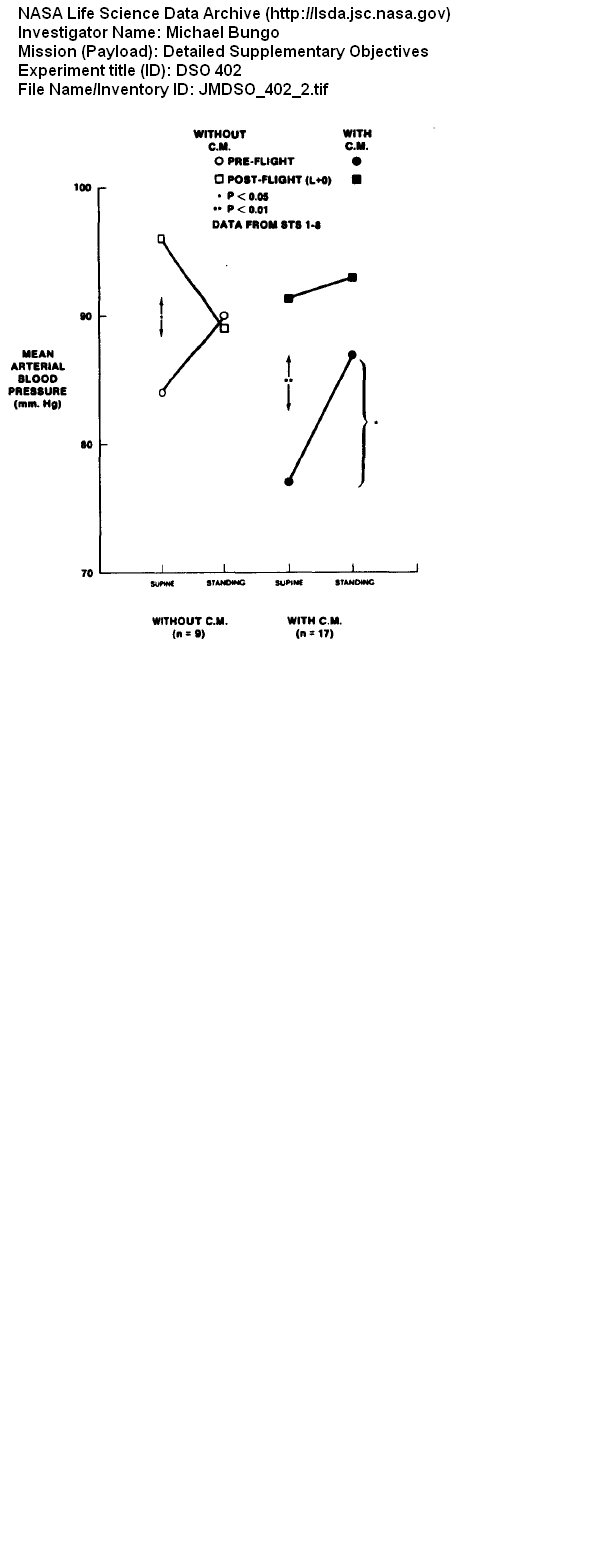 NASA Life Science Data Archive (http://lsda.jsc.nasa.gov)
Investigator Name: Michael Bungo
Mission (Payload): Detailed Supplementary Objectives
Experiment title (ID): DSO 402
File Name/Inventory ID: JMDSO_402_2.tif
WITHOUT C.M.
WITH C.M.
PRE-FLIGHT
POST-FLIGHT (L+0)
• P < 0.05
•• P < 0.01
DATA FROM STS 1-8
100
90
80
70
MEAN
ARTERIAL
BLOOD
PRESSURE
(mm. Hg)
SUPINE STANDING SUPINE STANDING
WITHOUT C.M.
(n = 9)
WITH C.M.
(n = 17)